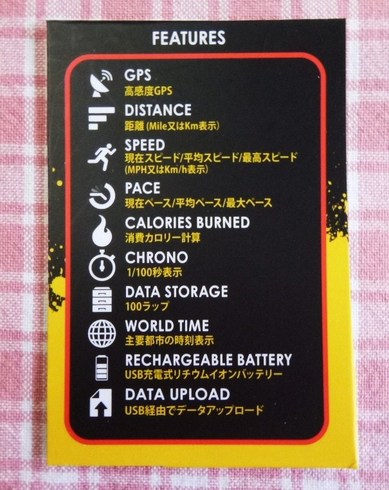 FEATURES
GPS
高感度GPS
DISTANCE
距離 (Mile又はKm表示)
SPEED
現在スピード/平均スピード/最高スピード
(MPH又はKm/h表示)
PACE
現在ペース/平均ペース/最大ペース
CALORIES BURNED
消費カロリー計算
CHRONO
1/100秒表示
DATA STORAGE
100ラップ
WORLD TIME
主要都市の時刻表示
RECHARGEABLE BATTERY
USB充電式リチウムイオンバッテリー
DATA UPLOAD
USB経由でデータアップロード